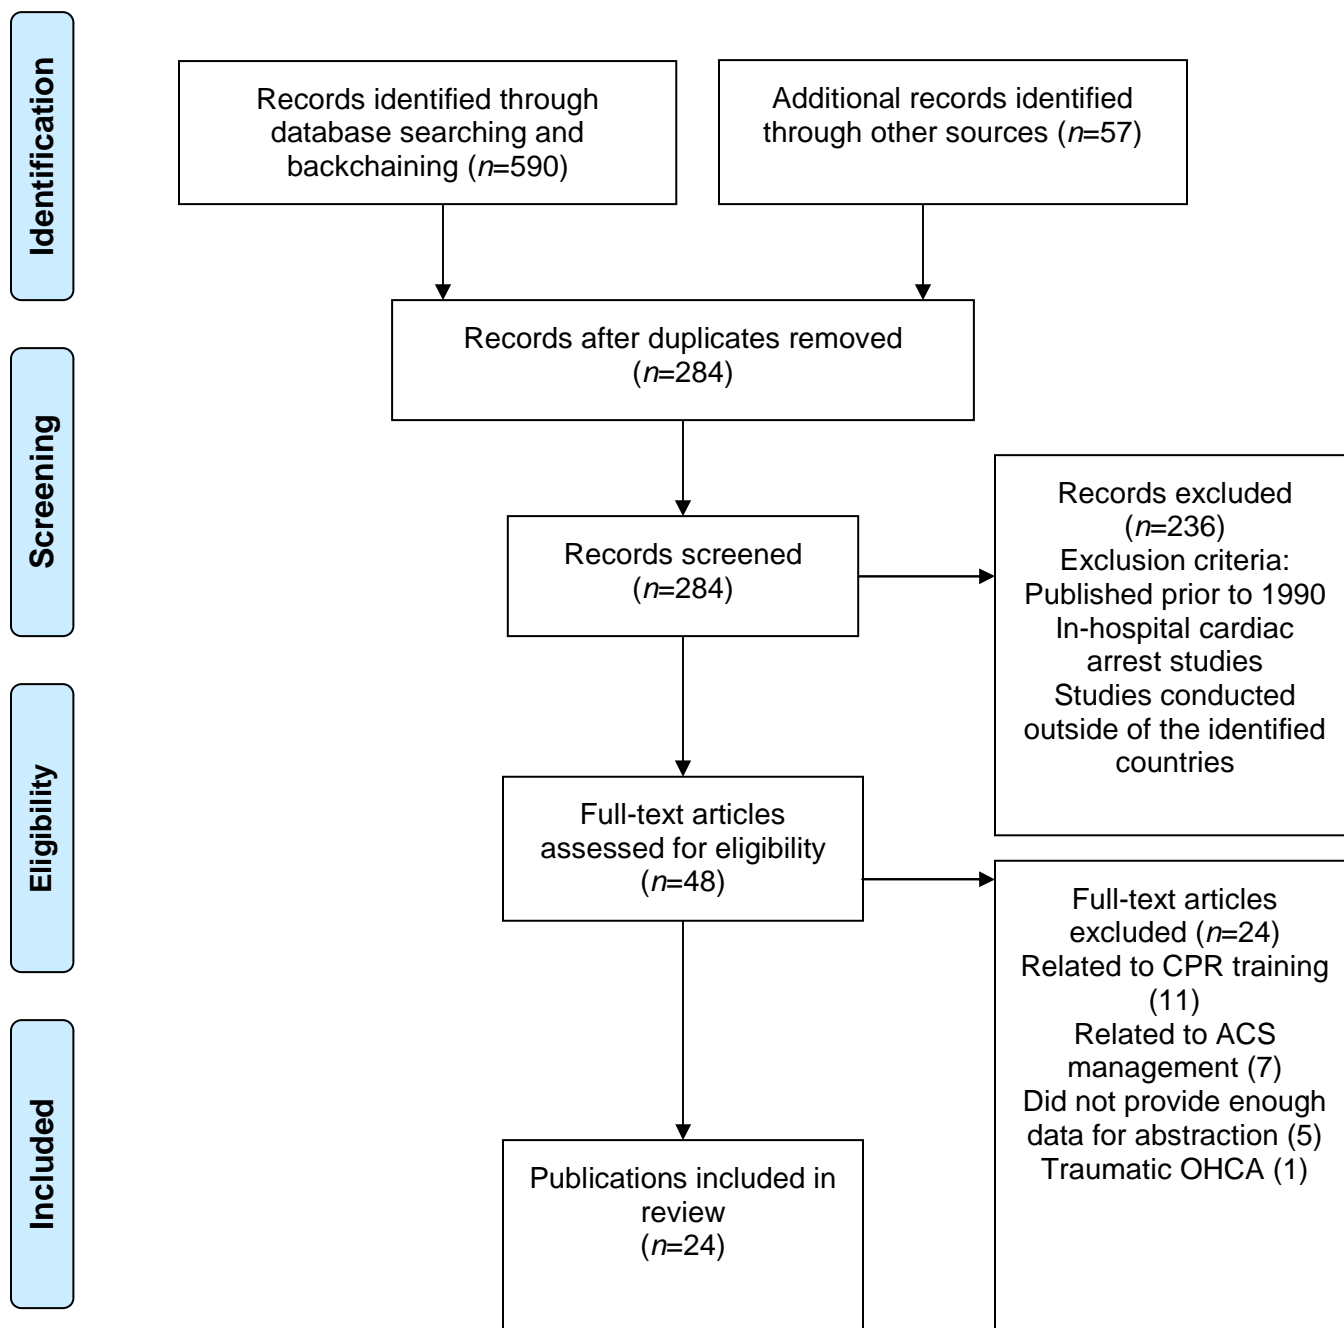 Identification
Records identified through
database searching and
backchaining (n=590)
Additional records identified
through other sources (n=57)
Records after duplicates removed
(n=284)
Screening
Records screened
(n=284)
Records excluded
(n=236)
Exclusion criteria:
Published prior to 1990
In-hospital cardiac
arrest studies
Studies conducted
outside of the identified
countries
Eligibility
Full-text articles
assessed for eligibility
(n=48)
Full-text articles
excluded (n=24)
Related to CPR training
(11)
Related to ACS
management (7)
Did not provide enough
data for abstraction (5)
Traumatic OHCA (1)
Included
Publications included in
review
(n=24)